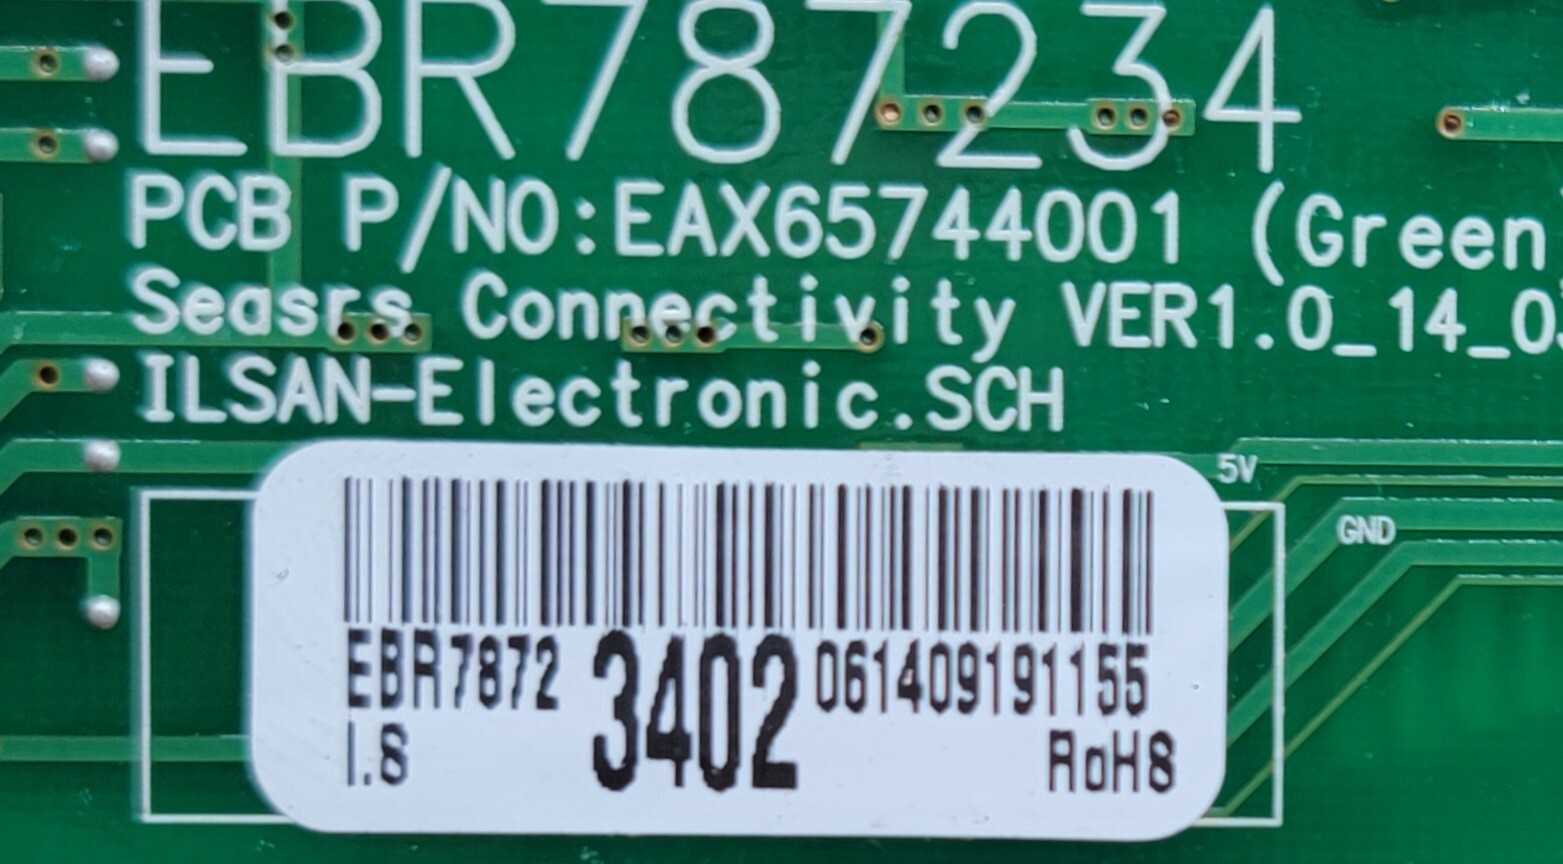 EBR787234
PCB P/NO:EAX65744001 (Green
Seasrs Connectivity VER1.0_14_0
ILSAN-Electronic.SCH
5V
GND
EBR7872 3402 061409191155
I.S RoHS